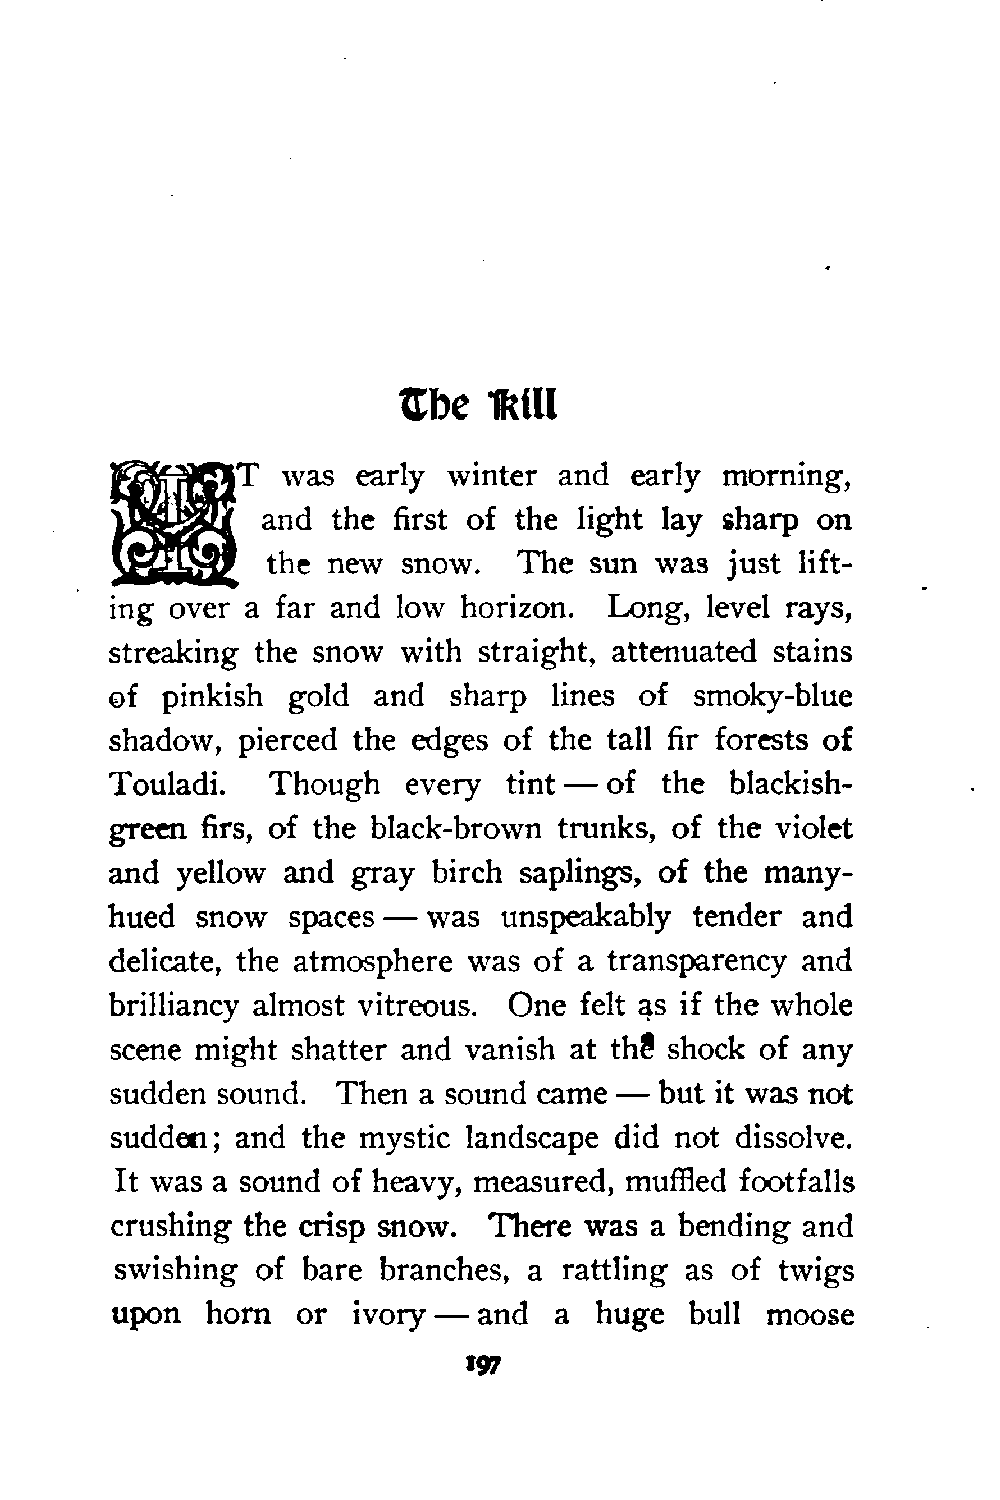 The Kill
IT was early winter and early morning,
and the first of the light lay sharp on
the new snow. The sun was just lift-
ing over a far and low horizon. Long, level rays,
streaking the snow with straight, attenuated stains
of pinkish gold and sharp lines of smoky-blue
shadow, pierced the edges of the tall fir forests of
Touladi. Though every tint — of the blackish-
green firs, of the black-brown trunks, of the violet
and yellow and gray birch saplings, of the many-
hued snow spaces — was unspeakably tender and
delicate, the atmosphere was of a transparency and
brilliancy almost vitreous. One felt as if the whole
scene might shatter and vanish at the shock of any
sudden sound. Then a sound came — but it was not
sudden; and the mystic landscape did not dissolve.
It was a sound of heavy, measured, muffled footfalls
crushing the crisp snow. There was a bending and
swishing of bare branches, a rattling as of twigs
upon horn or ivory — and a huge bull moose
197